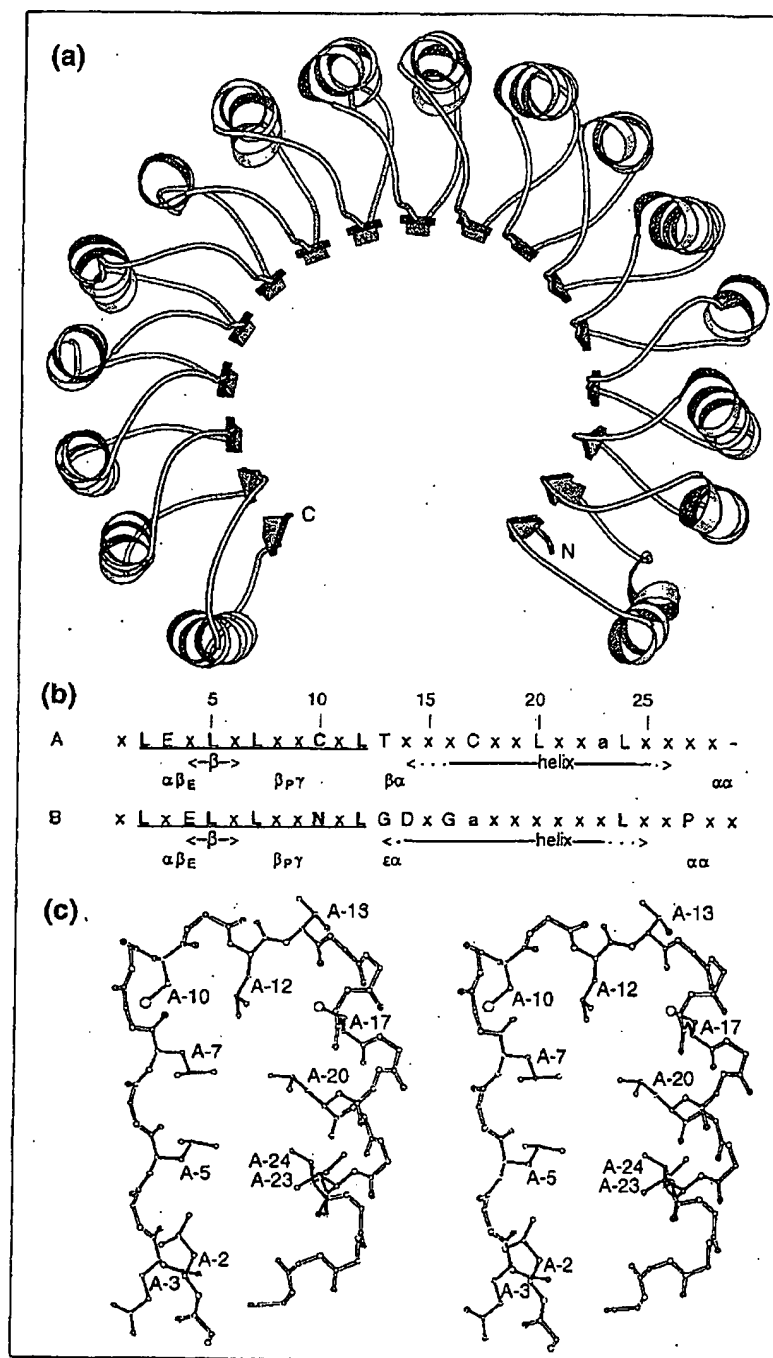 (a)
C
N
(b)
5 10 15 20 25
A x L E x L x L x x C x L T x x x C x x L x x a L x x x x -
<-β-> <···helix···>
αβE βPγ βα αα
B x L x E L x L x x N x L G D x G a x x x x x x L x x P x x
<-β-> <··helix···>
αβE βPγ εα αα
(c)
A-13 A-13
A-10 A-12 A-10 A-12
A-17 A-17
A-7 A-7
A-20 A-20
A-5 A-24 A-5 A-24
A-23 A-23
A-2 A-2
A-3 A-3